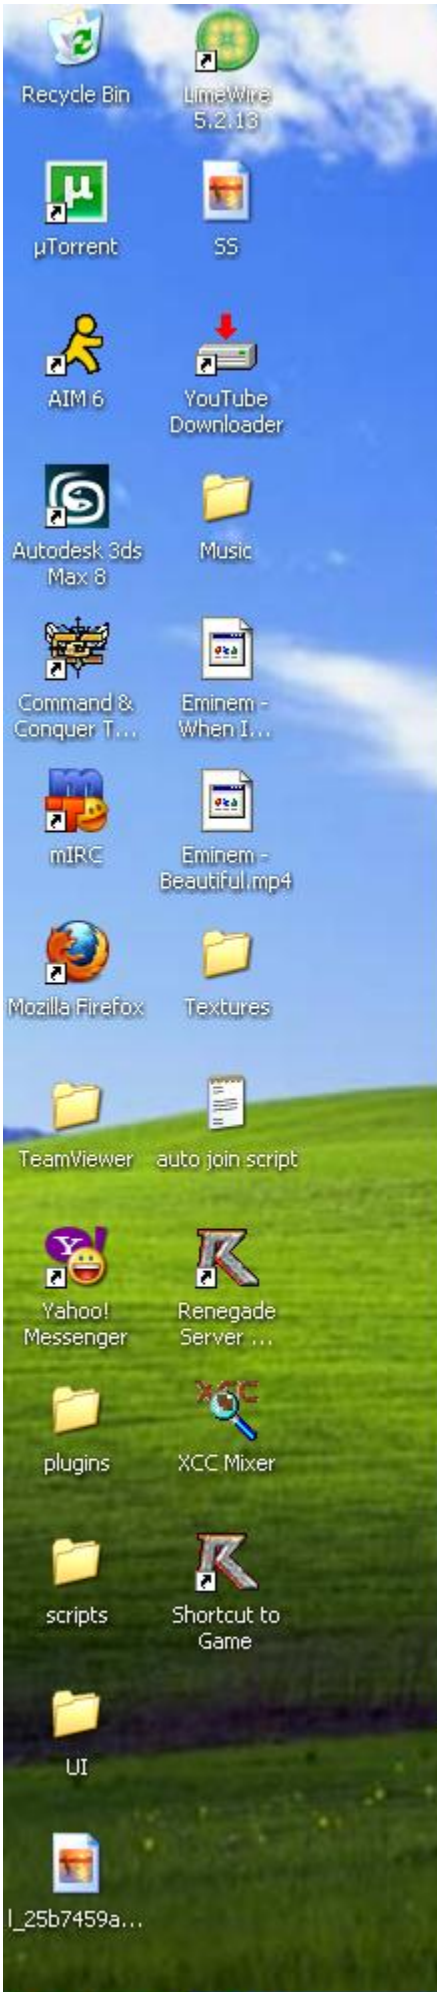 Recycle Bin
LimeWire
5.2.13
µTorrent
SS
AIM 6
YouTube
Downloader
Autodesk 3ds
Max 8
Music
Command &
Conquer T...
Eminem -
When I...
mIRC
Eminem -
Beautiful.mp4
Mozilla Firefox
Textures
TeamViewer
auto join script
Yahoo!
Messenger
Renegade
Server ...
plugins
XCC
XCC Mixer
scripts
Shortcut to
Game
UI
l_25b7459a...